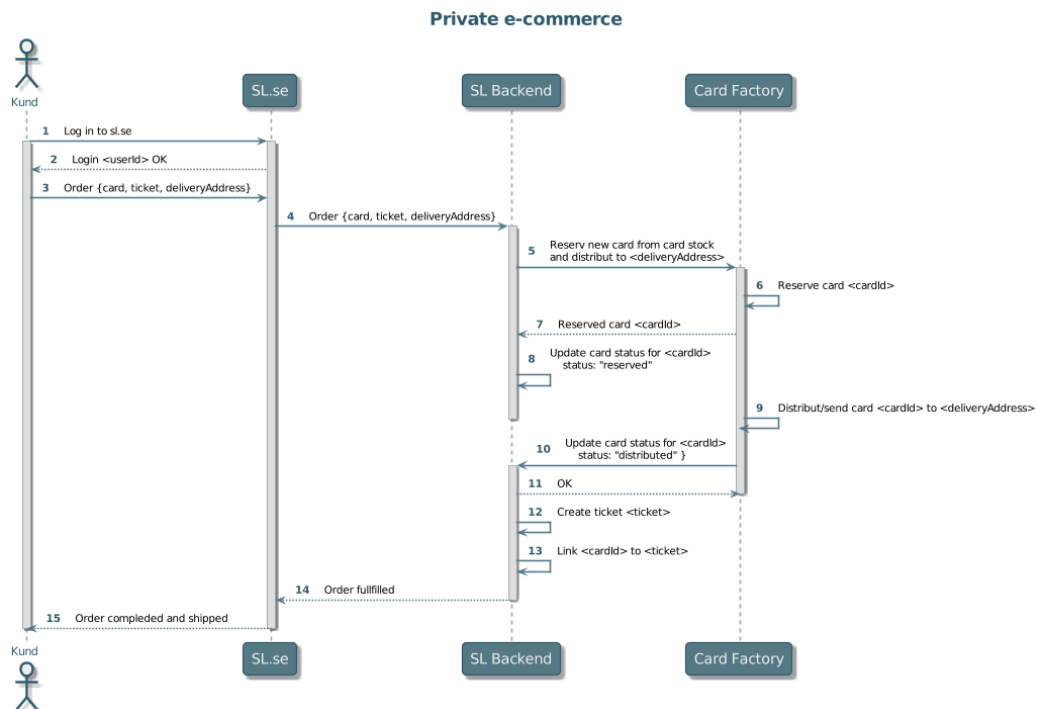 Private e-commerce
Kund
SL.se
SL Backend
Card Factory
1 Log in to sl.se
2 Login <userId> OK
3 Order {card, ticket, deliveryAddress}
4 Order {card, ticket, deliveryAddress}
5 Reserv new card from card stock
and distribut to <deliveryAddress>
6 Reserve card <cardId>
7 Reserved card <cardId>
8 Update card status for <cardId>
status: "reserved"
9 Distribut/send card <cardId> to <deliveryAddress>
10 Update card status for <cardId>
status: "distributed" }
11 OK
12 Create ticket <ticket>
13 Link <cardId> to <ticket>
14 Order fullfilled
15 Order compleded and shipped
Kund
SL.se
SL Backend
Card Factory